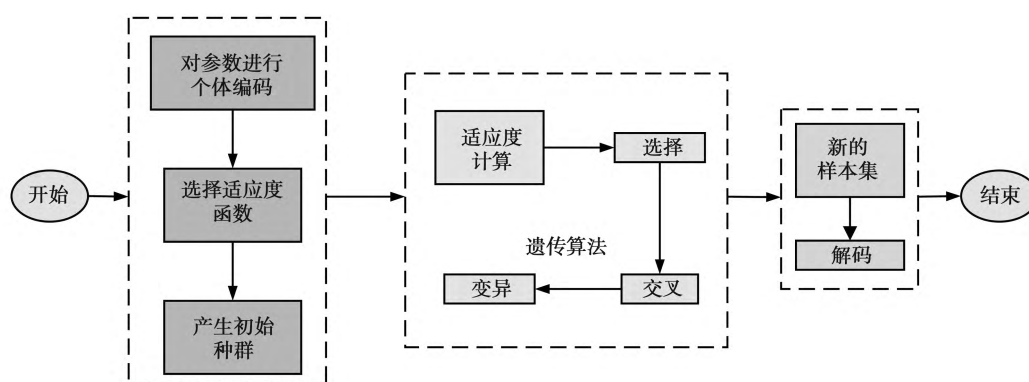 开始
对参数进行
个体编码
选择适应度
函数
产生初始
种群
适应度
计算
选择
遗传算法
变异
交叉
新的
样本集
解码
结束